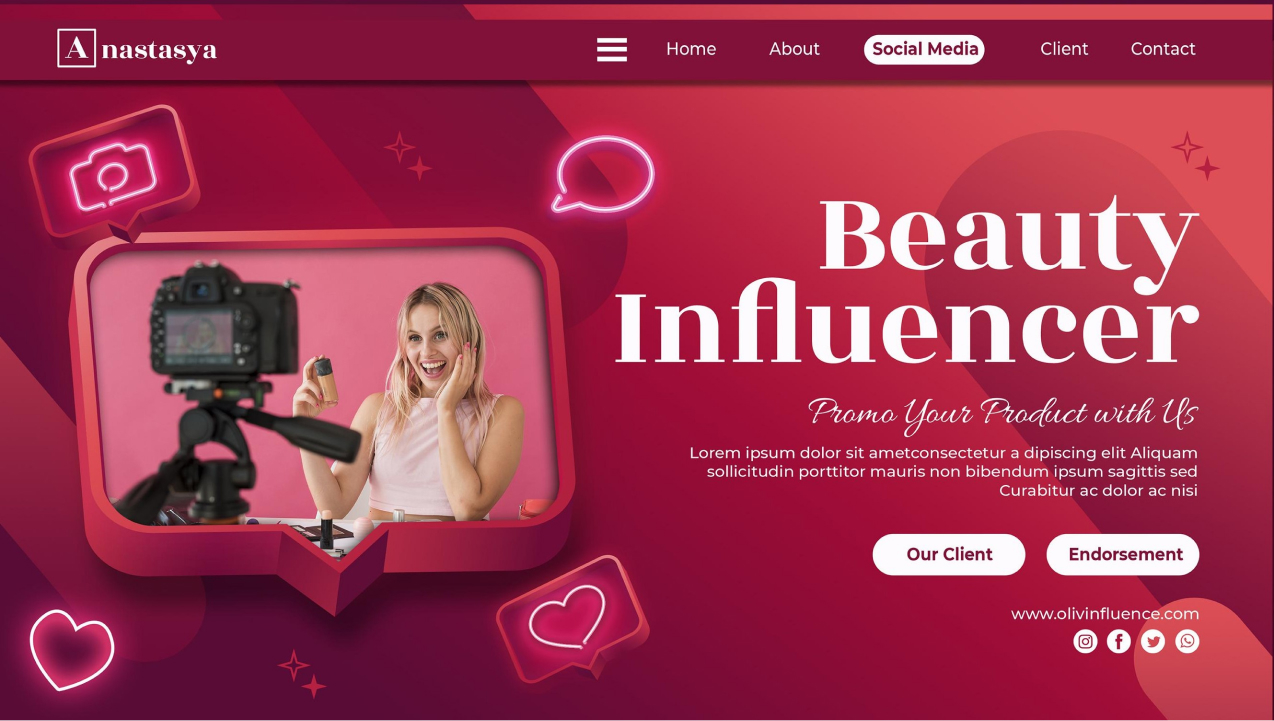 Anastasya
Home About Social Media Client Contact
Beauty
Influencer
Promo Your Product with Us
Lorem ipsum dolor sit ametconsectetur a dipiscing elit Aliquam
sollicitudin porttitor mauris non bibendum ipsum sagittis sed
Curabitur ac dolor ac nisi
Our Client Endorsement
www.olivinfluence.com